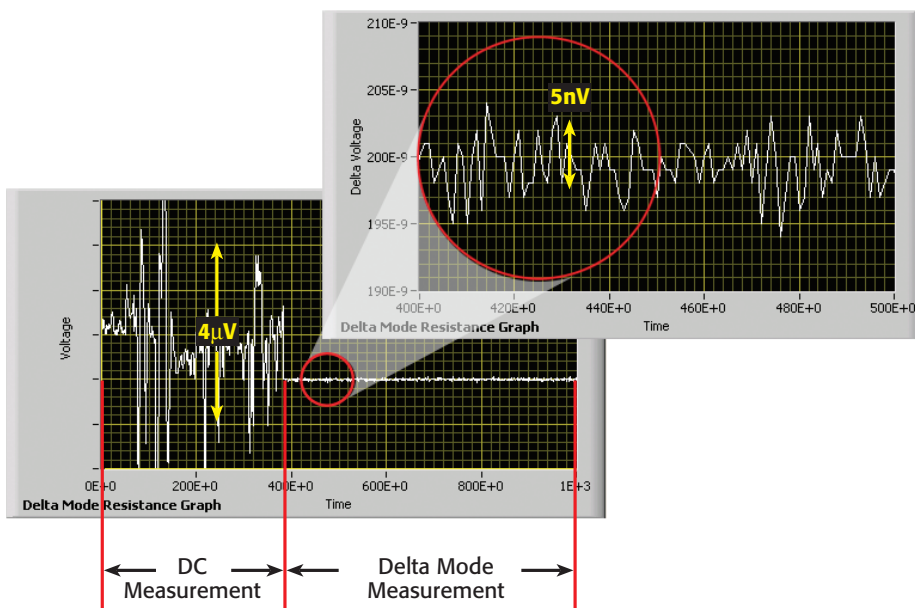 210E-9
205E-9
200E-9
195E-9
190E-9
Delta Voltage
5nV
400E+0
420E+0
440E+0
460E+0
480E+0
500E+0
Delta Mode Resistance Graph
Time
Voltage
4μV
0E+0
200E+0
400E+0
600E+0
800E+0
1E+3
Delta Mode Resistance Graph
Time
DC
Measurement
Delta Mode
Measurement